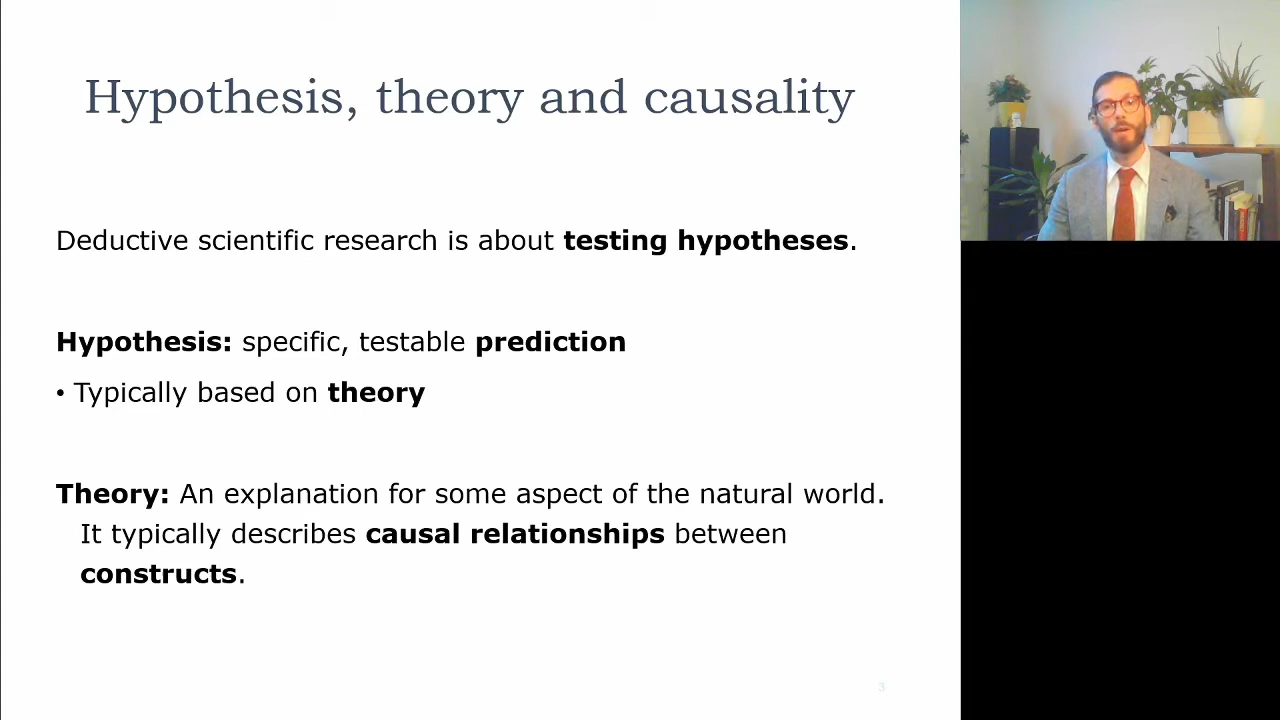 Hypothesis, theory and causality
Deductive scientific research is about testing hypotheses.
Hypothesis: specific, testable prediction
• Typically based on theory
Theory: An explanation for some aspect of the natural world.
It typically describes causal relationships between
constructs.
3